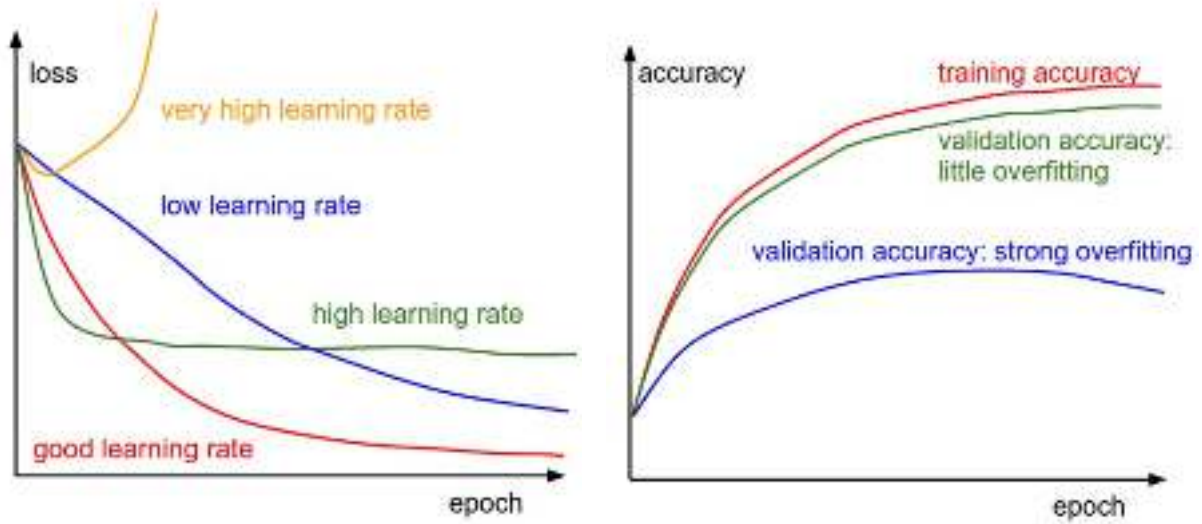 loss
very high learning rate
low learning rate
high learning rate
good learning rate
epoch
accuracy
training accuracy
validation accuracy:
little overfitting
validation accuracy: strong overfitting
epoch